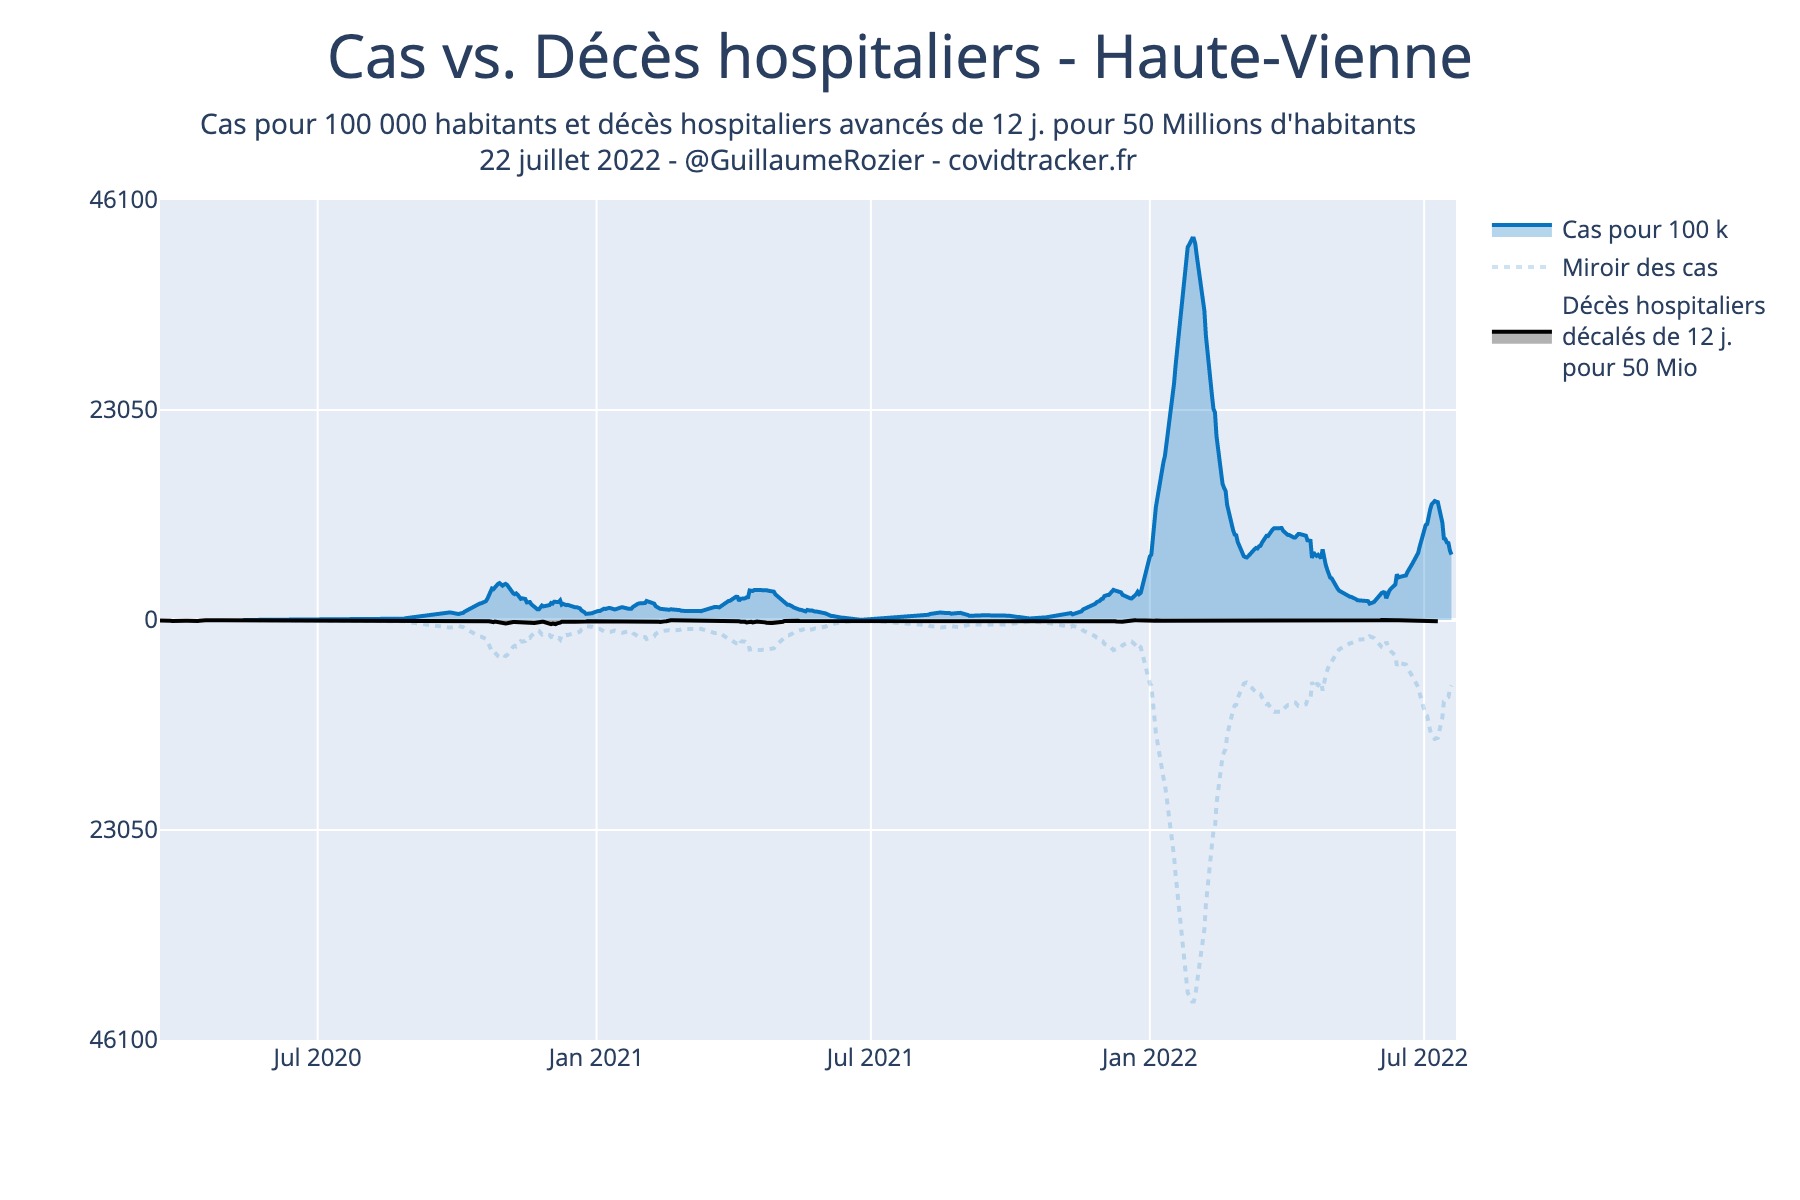 Cas vs. Décès hospitaliers - Haute-Vienne
Cas pour 100 000 habitants et décès hospitaliers avancés de 12 j. pour 50 Millions d'habitants
22 juillet 2022 - @GuillaumeRozier - covidtracker.fr
46100
23050
0
23050
46100
Jul 2020
Jan 2021
Jul 2021
Jan 2022
Jul 2022
Cas pour 100 k
Miroir des cas
Décès hospitaliers
décalés de 12 j.
pour 50 Mio